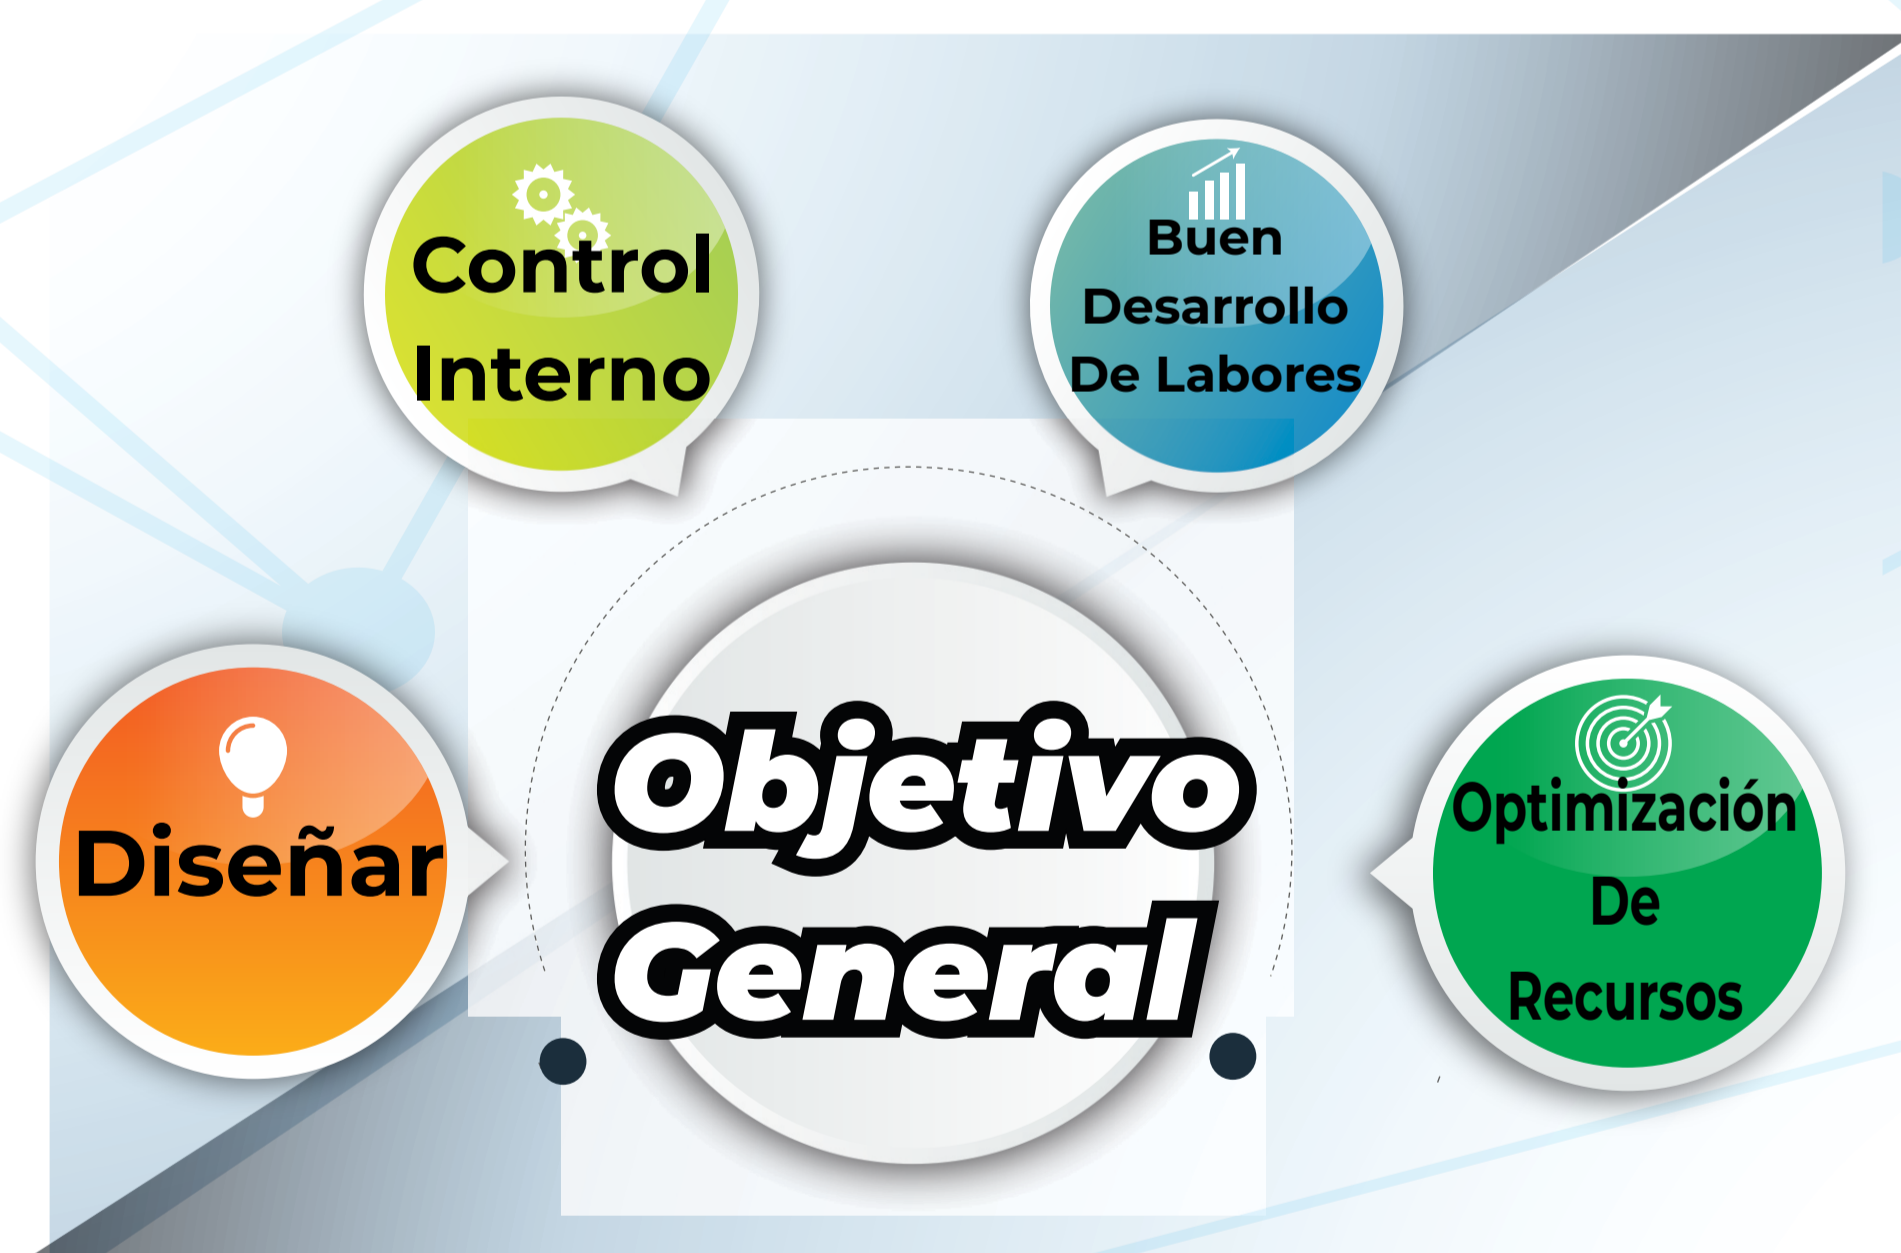 Control
Interno
Buen
Desarrollo
De Labores
Diseñar
Objetivo
General
Optimización
De
Recursos